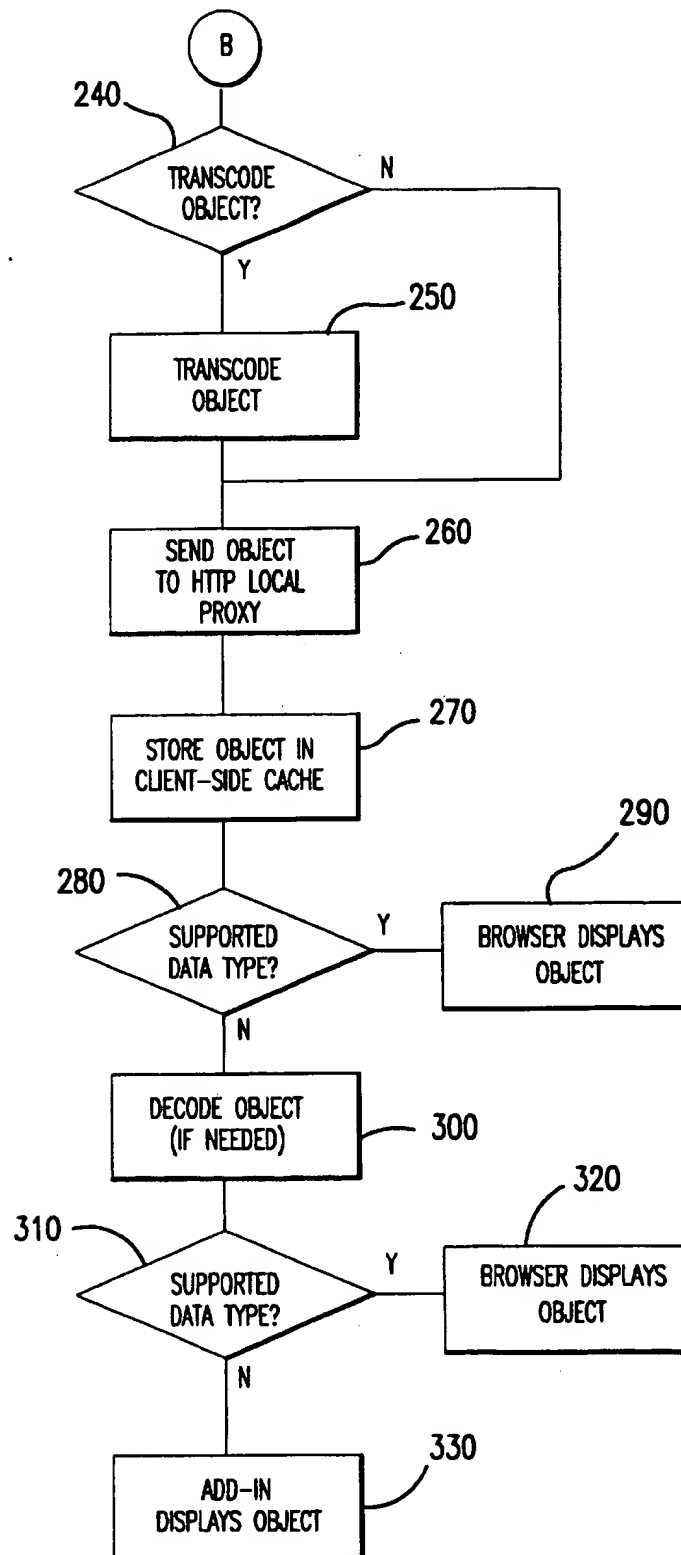 B
240
TRANSCODE
OBJECT?
N
Y
250
TRANSCODE
OBJECT
260
SEND OBJECT
TO HTTP LOCAL
PROXY
270
STORE OBJECT IN
CLIENT-SIDE CACHE
280
SUPPORTED
DATA TYPE?
Y
N
290
BROWSER DISPLAYS
OBJECT
DECODE OBJECT
(IF NEEDED)
300
310
SUPPORTED
DATA TYPE?
Y
N
320
BROWSER DISPLAYS
OBJECT
330
ADD-IN
DISPLAYS OBJECT